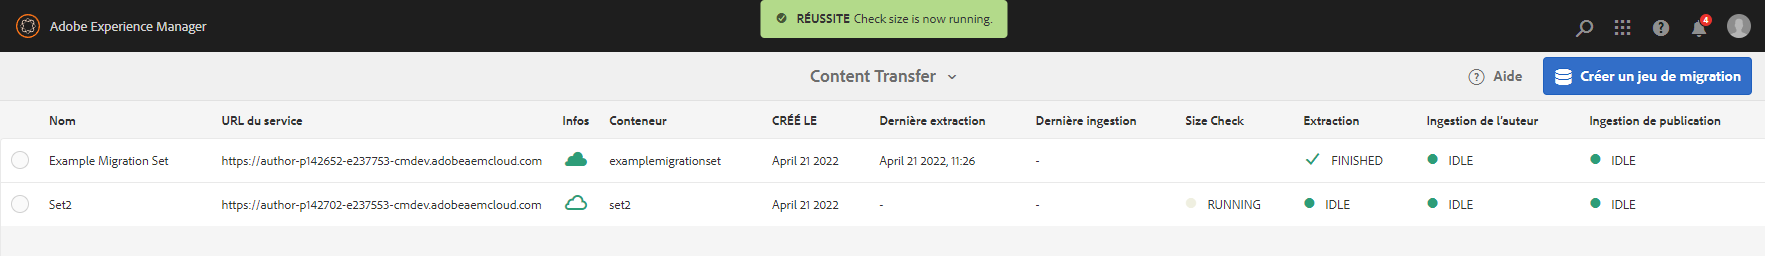 Adobe Experience Manager
RÉUSSITE Check size is now running.
4
Content Transfer
Aide
Créer un jeu de migration
Nom URL du service Infos Conteneur CRÉÉ LE Dernière extraction Dernière ingestion Size Check Extraction Ingestion de l'auteur Ingestion de publication
Example Migration Set https://author-p142652-e237753-cmdev.adobeaemcloud.com examplemigrationset April 21 2022 April 21 2022, 11:26 - FINISHED IDLE IDLE
Set2 https://author-p142702-e237553-cmdev.adobeaemcloud.com set2 April 21 2022 - - RUNNING IDLE IDLE IDLE